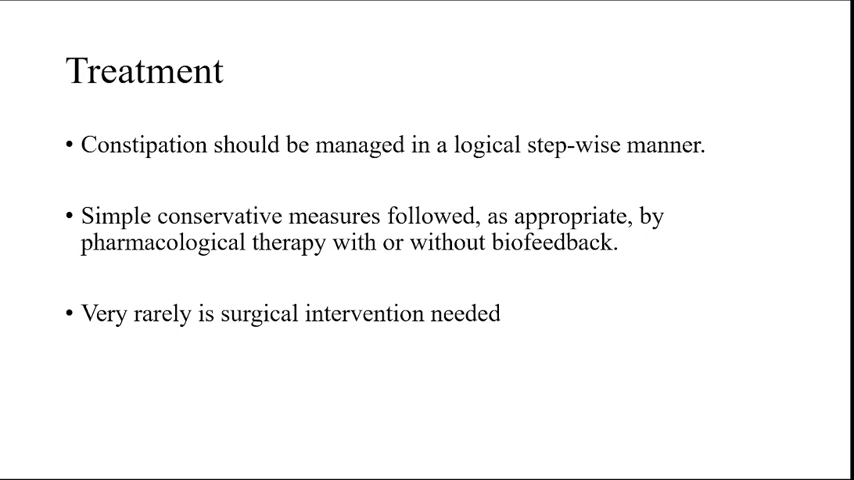 Treatment
• Constipation should be managed in a logical step-wise manner.
• Simple conservative measures followed, as appropriate, by
pharmacological therapy with or without biofeedback.
• Very rarely is surgical intervention needed